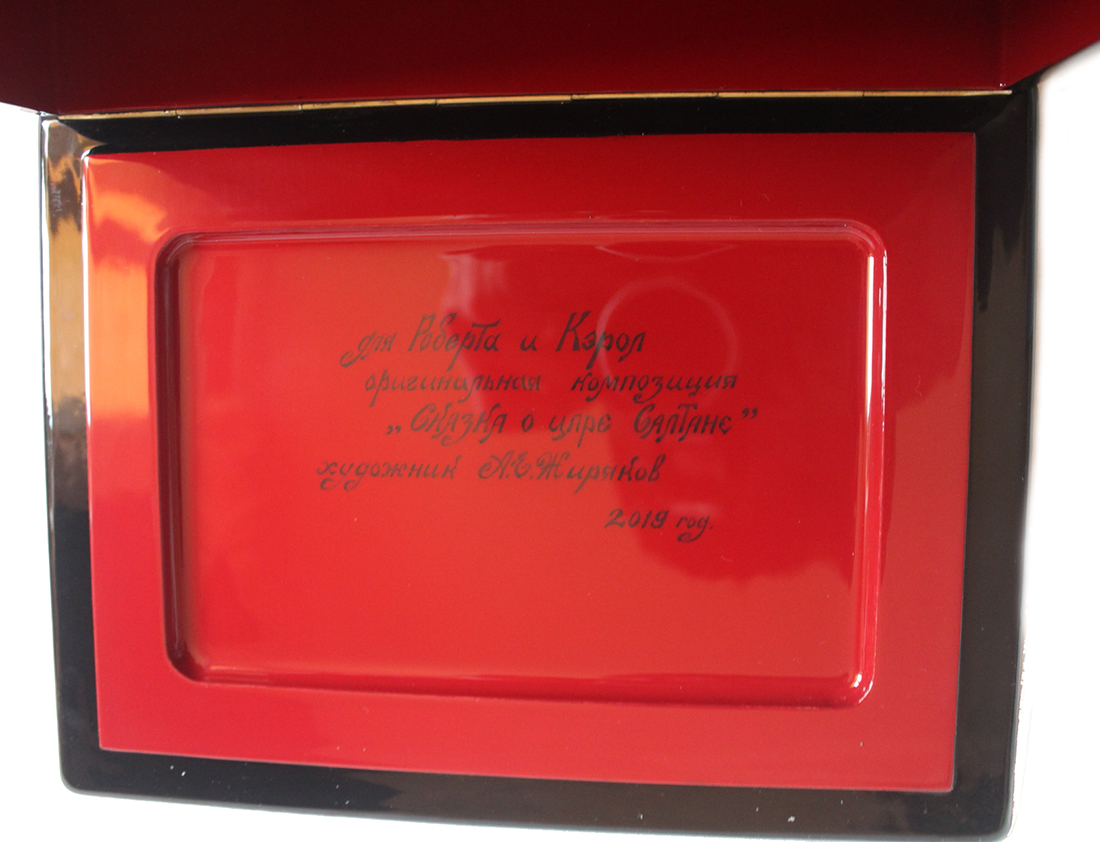 для Роберта и Кэрол
оригинальная композиция
„Сказка о царе Салтане”
художник А.Е.Жиряков
2019 год.